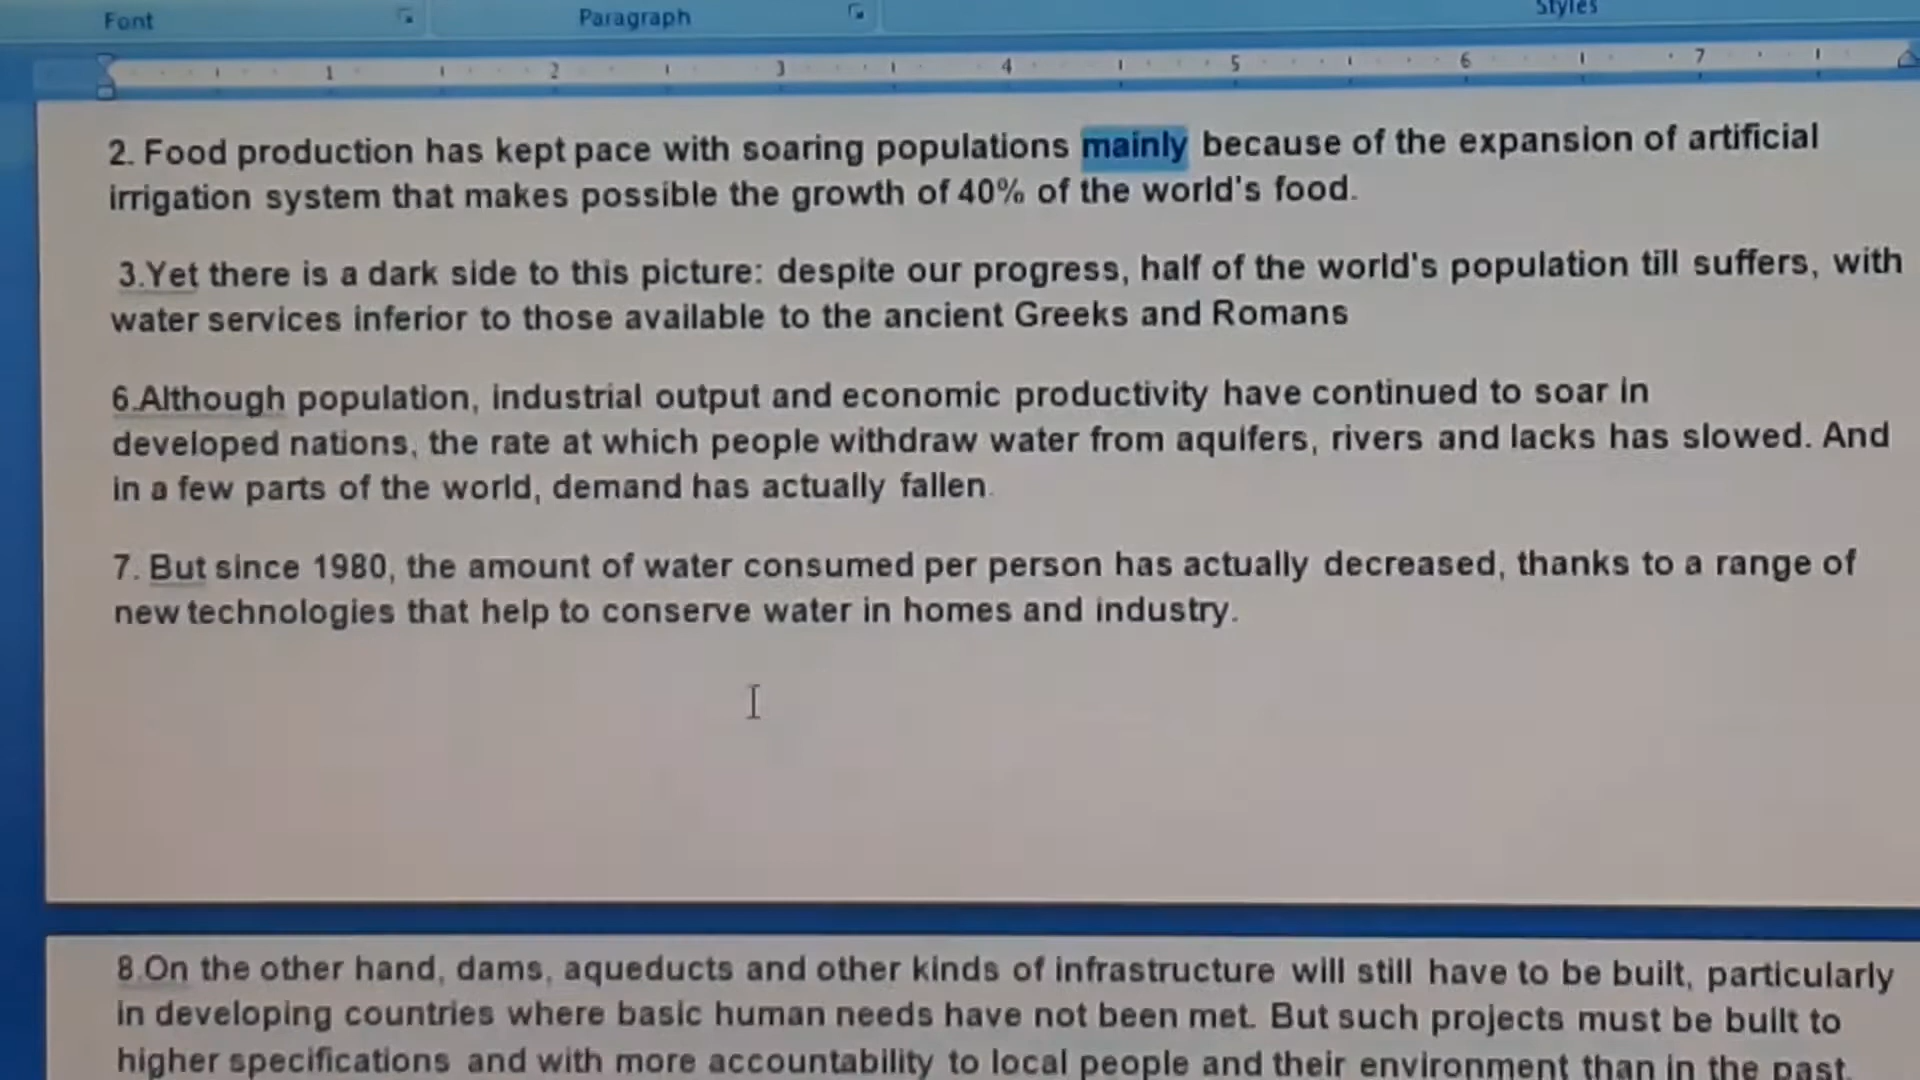 Font
Paragraph
Styles
1 2 3 4 5 6 7
2. Food production has kept pace with soaring populations mainly because of the expansion of artificial
irrigation system that makes possible the growth of 40% of the world's food.
3.Yet there is a dark side to this picture: despite our progress, half of the world's population till suffers, with
water services inferior to those available to the ancient Greeks and Romans
6.Although population, industrial output and economic productivity have continued to soar in
developed nations, the rate at which people withdraw water from aquifers, rivers and lacks has slowed. And
in a few parts of the world, demand has actually fallen.
7. But since 1980, the amount of water consumed per person has actually decreased, thanks to a range of
new technologies that help to conserve water in homes and industry.
8.On the other hand, dams, aqueducts and other kinds of infrastructure will still have to be built, particularly
in developing countries where basic human needs have not been met. But such projects must be built to
higher specifications and with more accountability to local people and their environment than in the past.